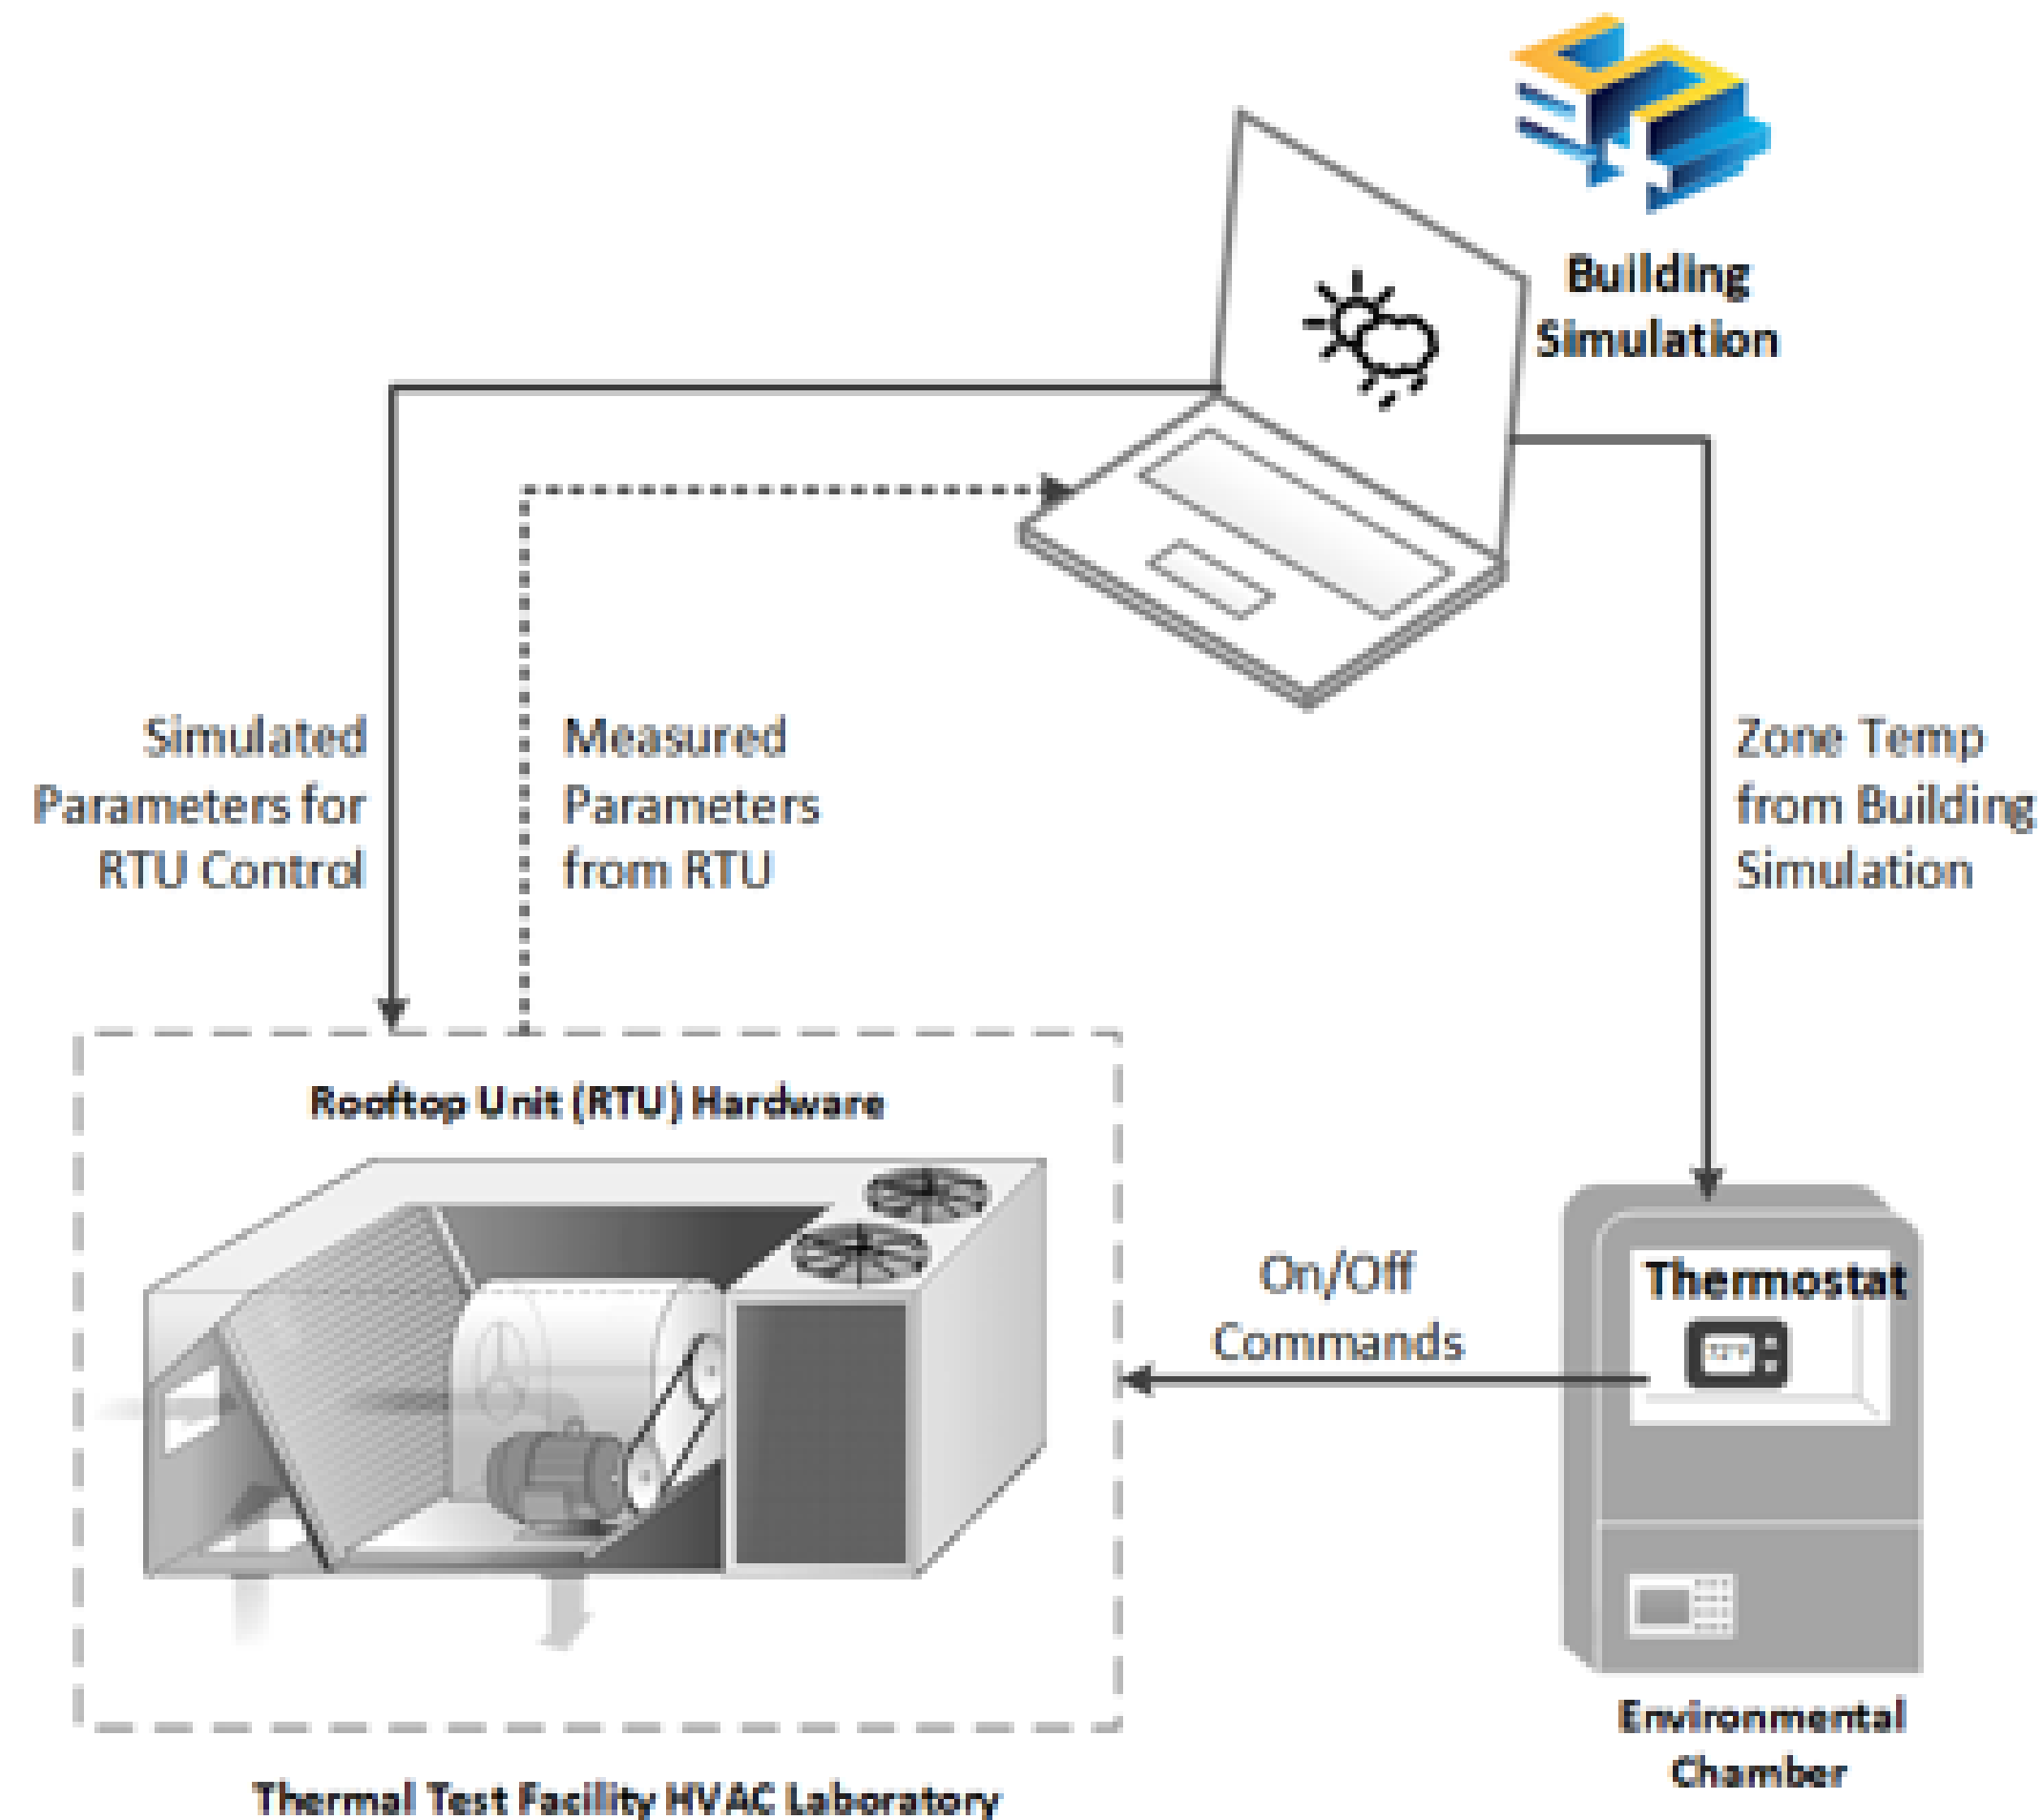 Building
Simulation
Simulated
Parameters for
RTU Control
Measured
Parameters
from RTU
Zone Temp
from Building
Simulation
Rooftop Unit (RTU) Hardware
On/Off
Commands
Thermostat
72°F
Environmental
Chamber
Thermal Test Facility HVAC Laboratory